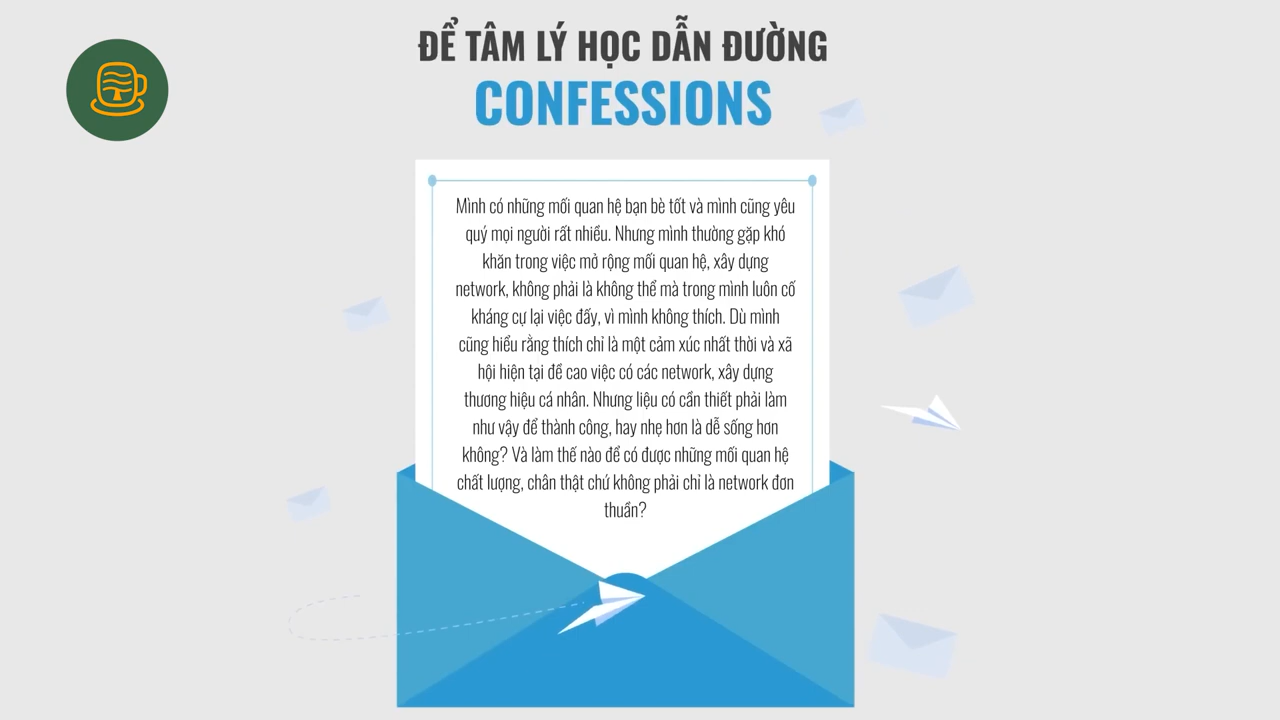 ĐỂ TÂM LÝ HỌC DẪN ĐƯỜNG
CONFESSIONS
Mình có những mối quan hệ bạn bè tốt và mình cũng yêu
quý mọi người rất nhiều. Nhưng mình thường gặp khó
khăn trong việc mở rộng mối quan hệ, xây dựng
network, không phải là không thể mà trong mình luôn cố
kháng cự lại việc đấy, vì mình không thích. Dù mình
cũng hiểu rằng thích chỉ là một cảm xúc nhất thời và xã
hội hiện tại đề cao việc có các network, xây dựng
thương hiệu cá nhân. Nhưng liệu có cần thiết phải làm
như vậy để thành công, hay nhẹ hơn là dễ sống hơn
không? Và làm thế nào để có được những mối quan hệ
chất lượng, chân thật chứ không phải chỉ là network đơn
thuần?